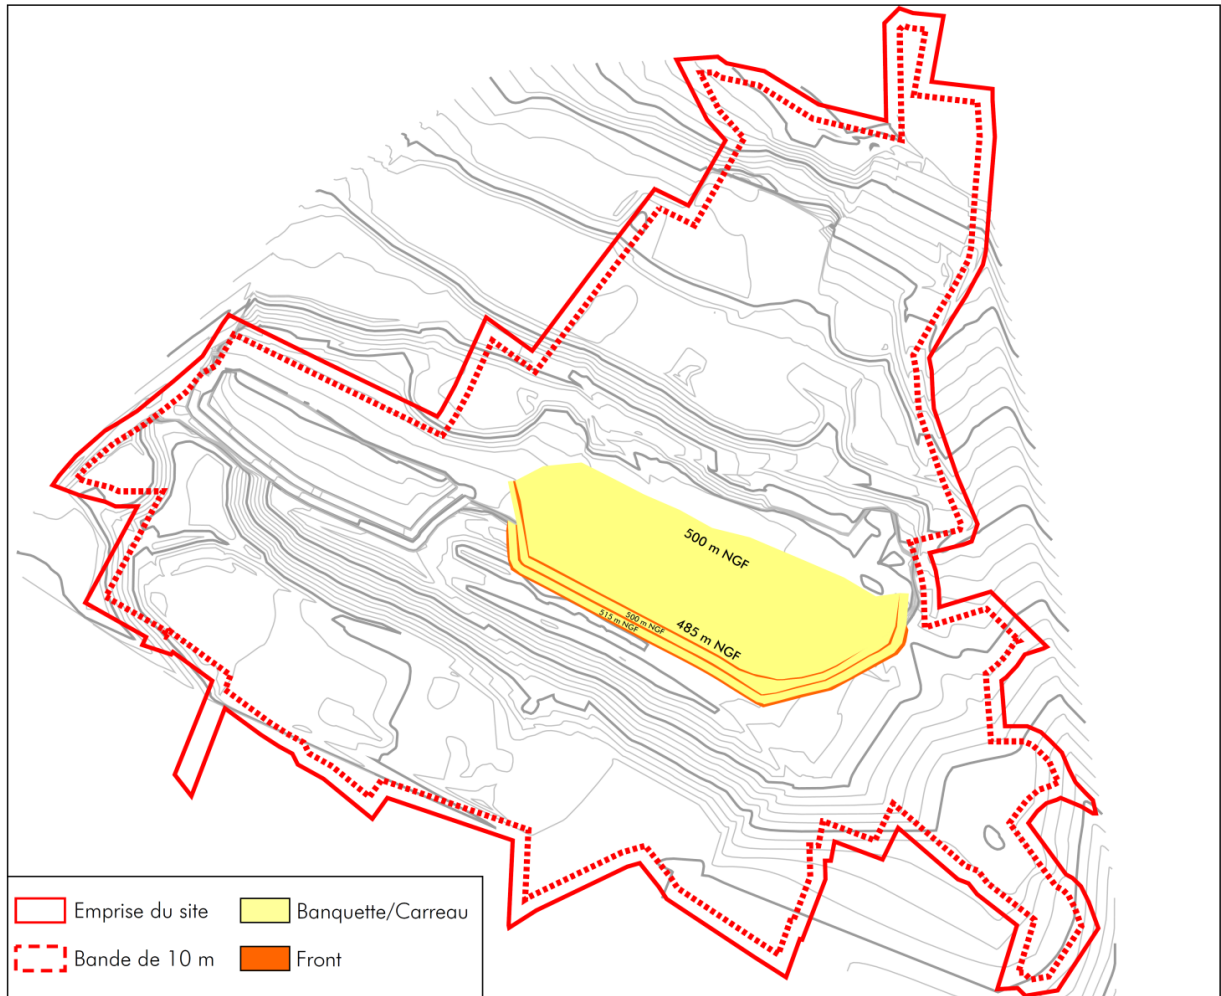 500 m NGF
500 m NGF
515 m NGF
485 m NGF
Emprise du site
Banquette/Carreau
Bande de 10 m
Front